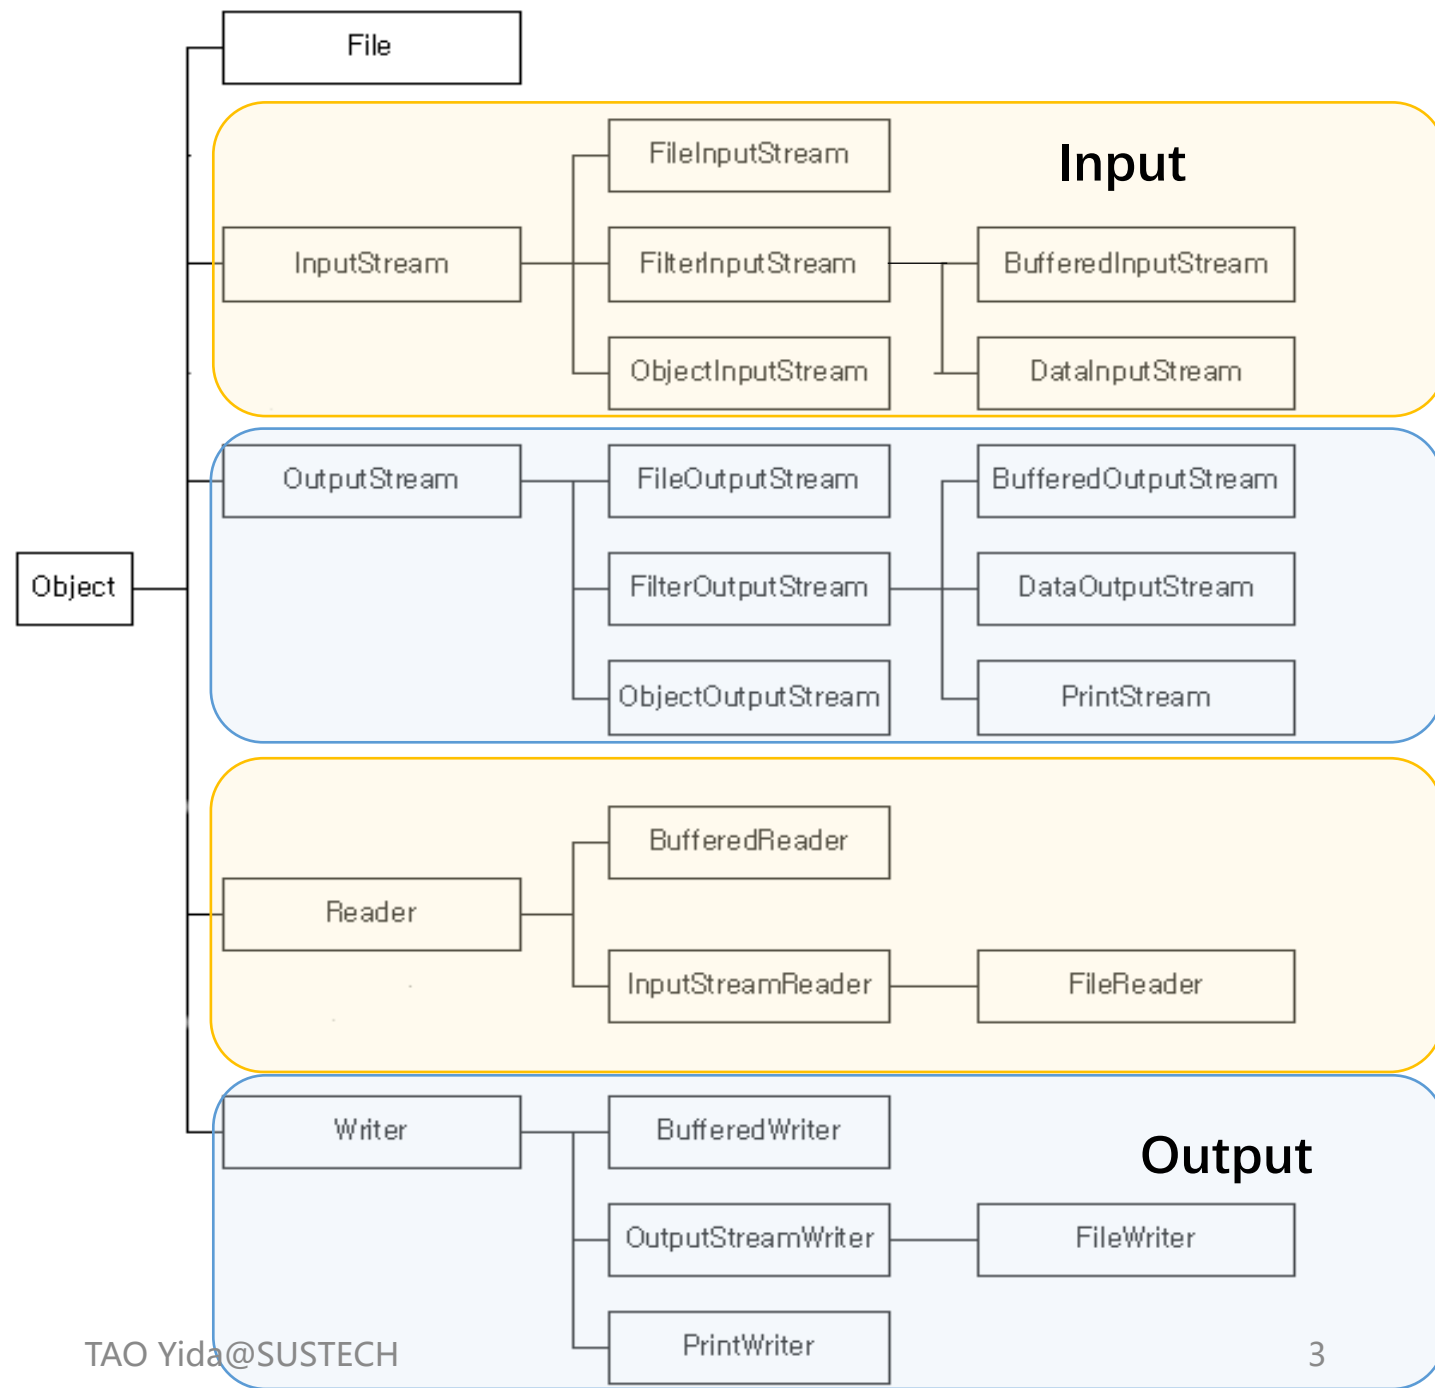 File
FileInputStream
Input
InputStream
FilterInputStream
BufferedInputStream
ObjectInputStream
DataInputStream
OutputStream
FileOutputStream
BufferedOutputStream
Object
FilterOutputStream
DataOutputStream
ObjectOutputStream
PrintStream
BufferedReader
Reader
InputStreamReader
FileReader
Writer
BufferedWriter
Output
OutputStreamWriter
FileWriter
PrintWriter
TAO Yida@SUSTECH
3